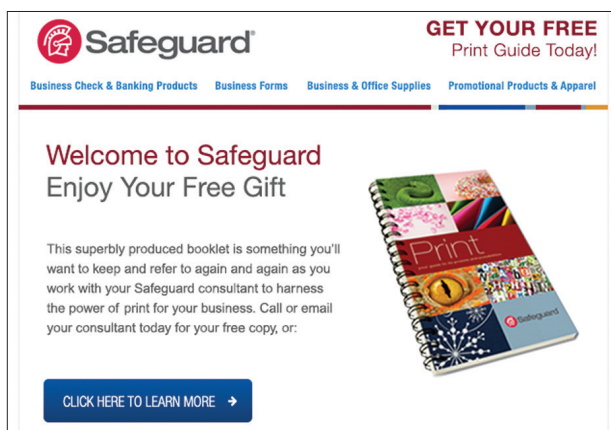 Safeguard®
GET YOUR FREE
Print Guide Today!
Business Check & Banking Products Business Forms Business & Office Supplies Promotional Products & Apparel
Welcome to Safeguard
Enjoy Your Free Gift
This superbly produced booklet is something you'll
want to keep and refer to again and again as you
work with your Safeguard consultant to harness
the power of print for your business. Call or email
your consultant today for your free copy, or:
CLICK HERE TO LEARN MORE →
Print
Safeguard